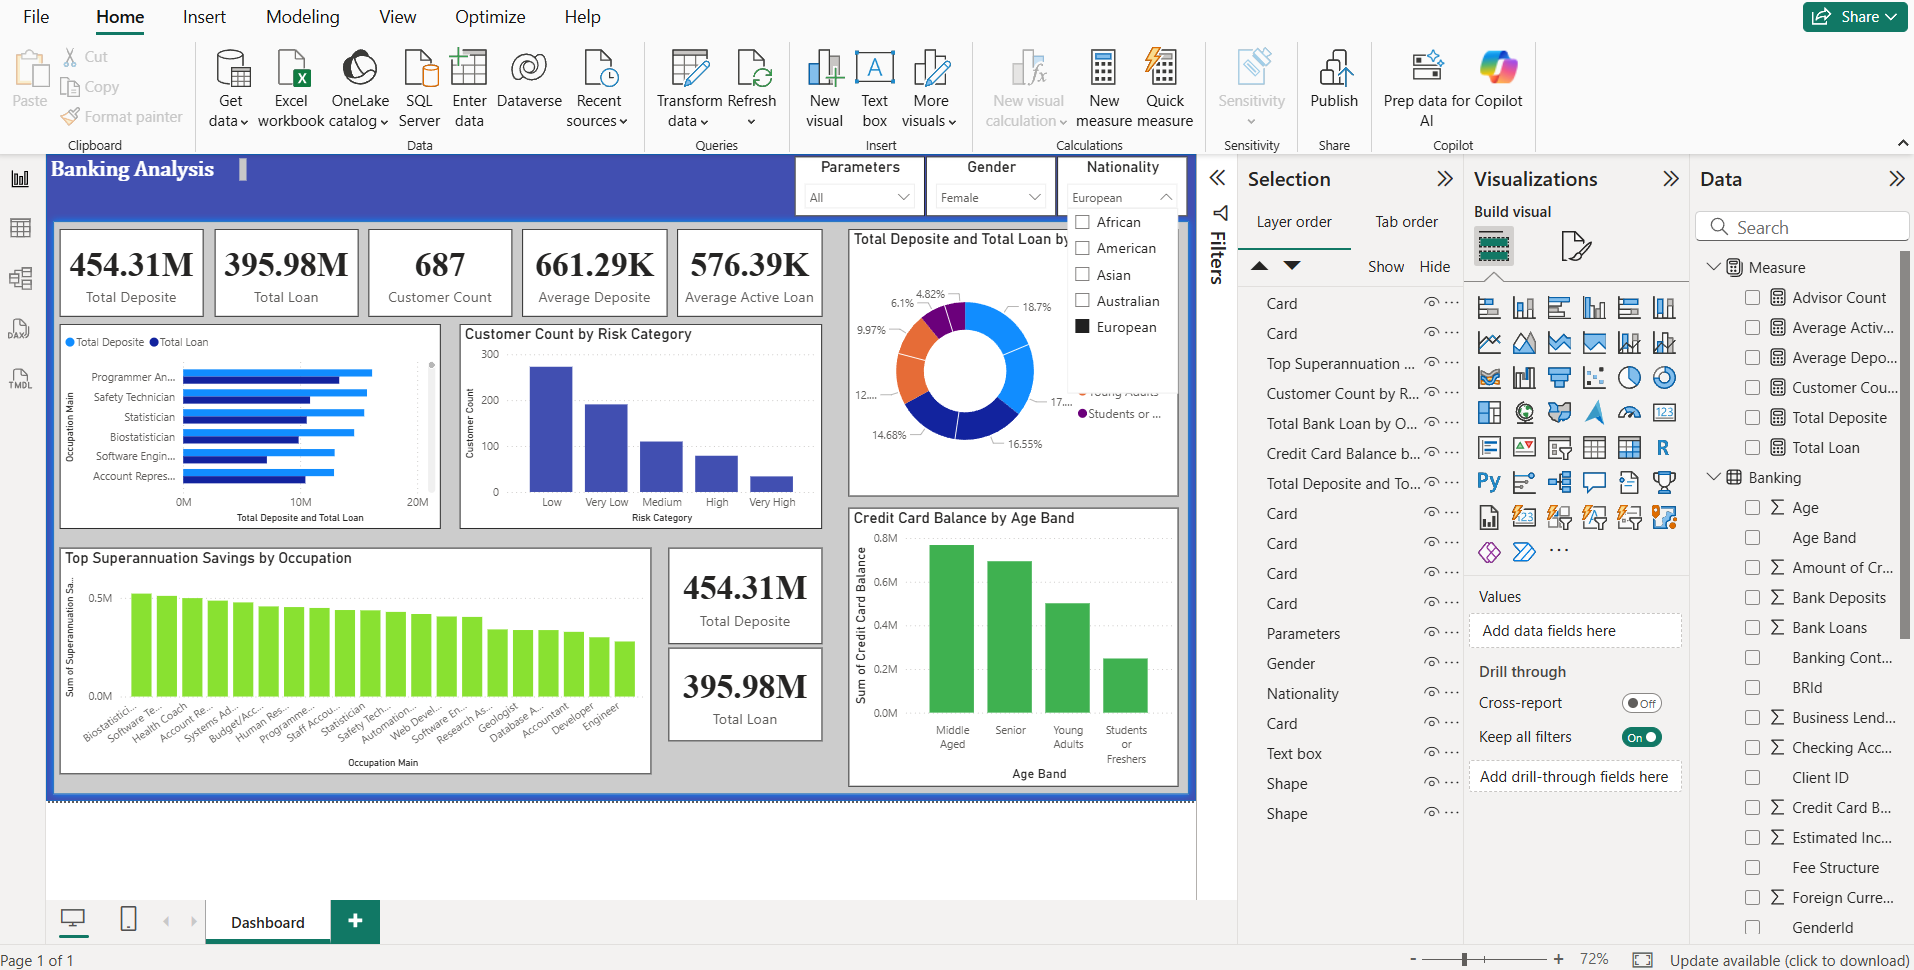 File Home Insert Modeling View Optimize Help Share
Paste Cut Copy Format painter
Clipboard
Get data
Excel workbook
OneLake catalog
SQL Server
Enter data
Dataverse
Recent sources
Data
Transform data
Refresh
Queries
New visual
Text box
More visuals
Insert
New visual calculation
New measure
Quick measure
Calculations
Sensitivity
Sensitivity
Publish
Share
Prep data for AI
Copilot
Copilot
DAX
TMDL
Banking Analysis
Parameters
All
Gender
Female
Nationality
European
African
American
Asian
Australian
European
454.31M
Total Deposite
395.98M
Total Loan
687
Customer Count
661.29K
Average Deposite
576.39K
Average Active Loan
Total Deposite Total Loan
Occupation Main
Programmer An...
Safety Technician
Statistician
Biostatistician
Software Engin...
Account Repres...
0M 10M 20M
Total Deposite and Total Loan
Customer Count by Risk Category
Customer Count
300
200
100
0
Low Very Low Medium High Very High
Risk Category
Total Deposite and Total Loan by
4.82%
6.1%
9.97%
12....
14.68%
16.55%
17....
18.7%
Young Adults
Students or ...
Top Superannuation Savings by Occupation
Sum of Superannuation Sa...
0.5M
0.0M
Biostatistici...
Software Te...
Health Coach
Account Re...
Systems Ad...
Budget/Acc...
Human Res...
Programme...
Staff Accou...
Statistician
Safety Tech...
Automation...
Web Devel...
Software En...
Research As...
Geologist
Database A...
Accountant
Developer
Engineer
Occupation Main
454.31M
Total Deposite
395.98M
Total Loan
Credit Card Balance by Age Band
Sum of Credit Card Balance
0.8M
0.6M
0.4M
0.2M
0.0M
Middle Aged
Senior
Young Adults
Students or Freshers
Age Band
Filters
Selection
Layer order Tab order
Show Hide
Card
Card
Top Superannuation ...
Customer Count by R...
Total Bank Loan by O...
Credit Card Balance b...
Total Deposite and To...
Card
Card
Card
Card
Parameters
Gender
Nationality
Card
Text box
Shape
Shape
Visualizations
Build visual
123
R
Py
123
Values
Add data fields here
Drill through
Cross-report Off
Keep all filters On
Add drill-through fields here
Data
Search
Measure
Advisor Count
Average Activ...
Average Depo...
Customer Cou...
Total Deposite
Total Loan
Banking
Age
Age Band
Amount of Cr...
Bank Deposits
Bank Loans
Banking Cont...
BRId
Business Lend...
Checking Acc...
Client ID
Credit Card B...
Estimated Inc...
Fee Structure
Foreign Curre...
GenderId
Dashboard
Page 1 of 1
- + 72%
Update available (click to download)